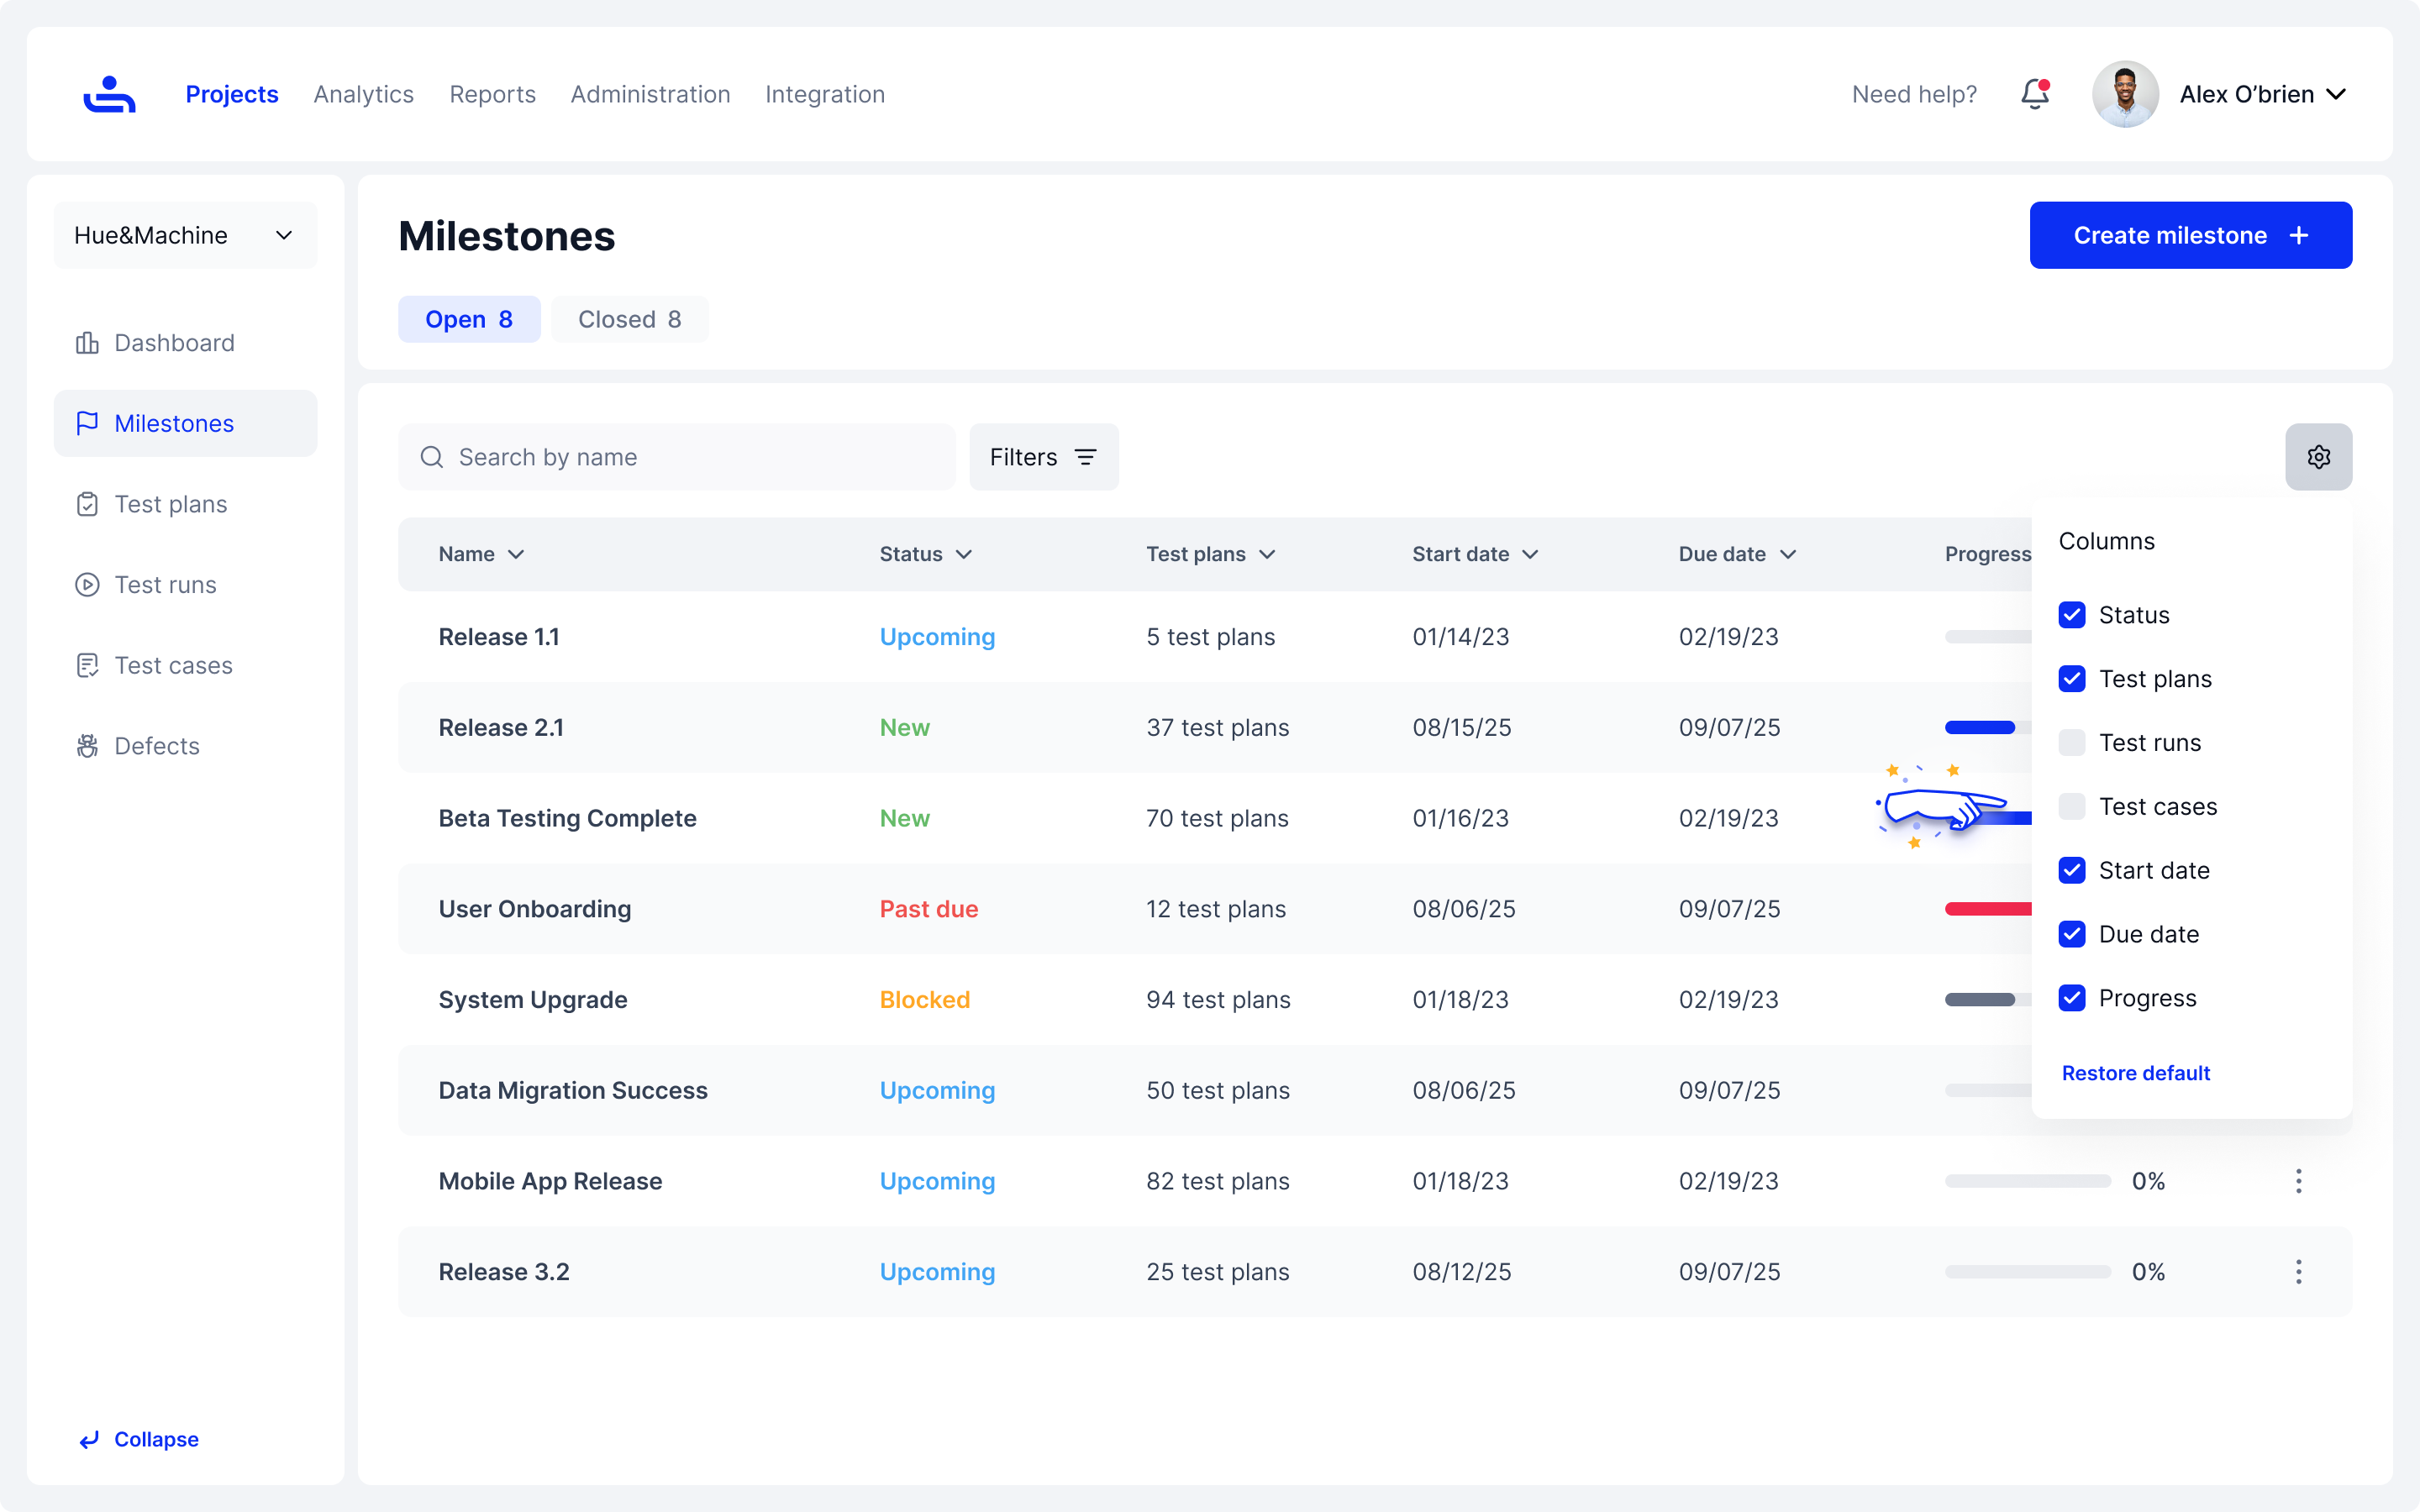 Projects Analytics Reports Administration Integration Need help? Alex O’brien
Hue&Machine
Dashboard
Milestones
Test plans
Test runs
Test cases
Defects
Collapse
Milestones
Create milestone
Open 8 Closed 8
Search by name Filters
Name Status Test plans Start date Due date Progress
Release 1.1 Upcoming 5 test plans 01/14/23 02/19/23
Release 2.1 New 37 test plans 08/15/25 09/07/25
Beta Testing Complete New 70 test plans 01/16/23 02/19/23
User Onboarding Past due 12 test plans 08/06/25 09/07/25
System Upgrade Blocked 94 test plans 01/18/23 02/19/23
Data Migration Success Upcoming 50 test plans 08/06/25 09/07/25
Mobile App Release Upcoming 82 test plans 01/18/23 02/19/23 0%
Release 3.2 Upcoming 25 test plans 08/12/25 09/07/25 0%
Columns
Status
Test plans
Test runs
Test cases
Start date
Due date
Progress
Restore default